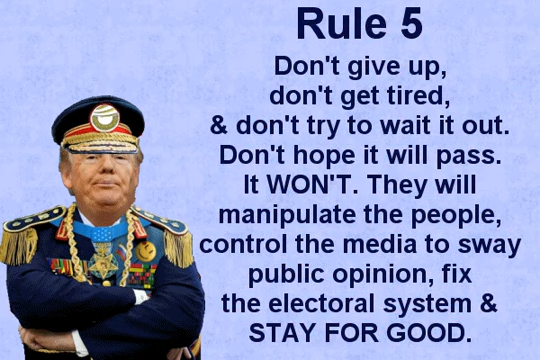 Rule 5
Don't give up,
don't get tired,
& don't try to wait it out.
Don't hope it will pass.
It WON'T. They will
manipulate the people,
control the media to sway
public opinion, fix
the electoral system &
STAY FOR GOOD.